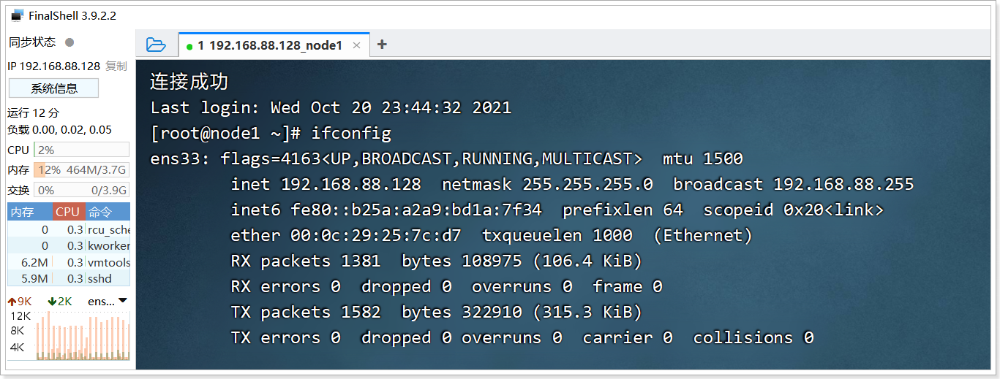 FinalShell 3.9.2.2
同步状态
IP 192.168.88.128 复制
系统信息
运行 12 分
负载 0.00, 0.02, 0.05
CPU 2%
内存 12% 464M/3.7G
交换 0% 0/3.9G
内存 CPU 命令
0 0.3 rcu_sche
0 0.3 kworker
6.2M 0.3 vmtools
5.9M 0.3 sshd
9K 2K ens...
12K
8K
4K
1 192.168.88.128_node1
连接成功
Last login: Wed Oct 20 23:44:32 2021
[root@node1 ~]# ifconfig
ens33: flags=4163<UP,BROADCAST,RUNNING,MULTICAST> mtu 1500
inet 192.168.88.128 netmask 255.255.255.0 broadcast 192.168.88.255
inet6 fe80::b25a:a2a9:bd1a:7f34 prefixlen 64 scopeid 0x20<link>
ether 00:0c:29:25:7c:d7 txqueuelen 1000 (Ethernet)
RX packets 1381 bytes 108975 (106.4 KiB)
RX errors 0 dropped 0 overruns 0 frame 0
TX packets 1582 bytes 322910 (315.3 KiB)
TX errors 0 dropped 0 overruns 0 carrier 0 collisions 0